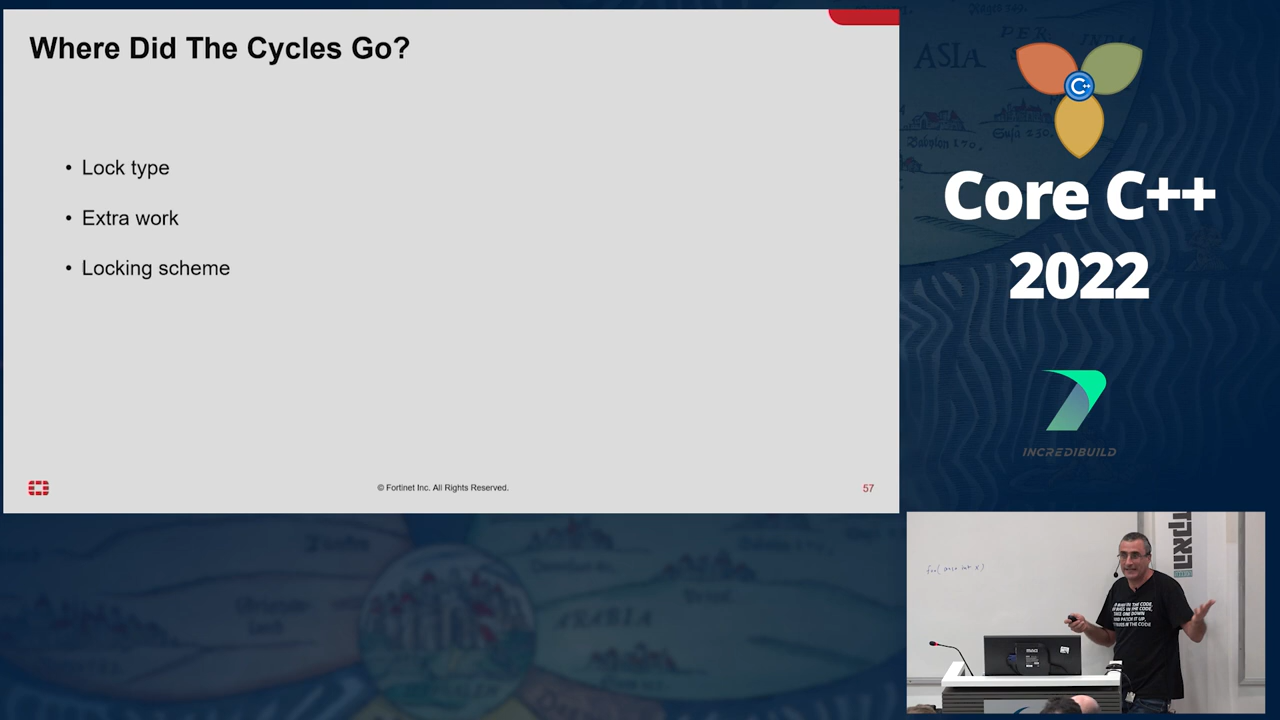 Where Did The Cycles Go?
• Lock type
• Extra work
• Locking scheme
© Fortinet Inc. All Rights Reserved.
57
ASIA
C++
Core C++
2022
INCREDIBUILD
ARABIA